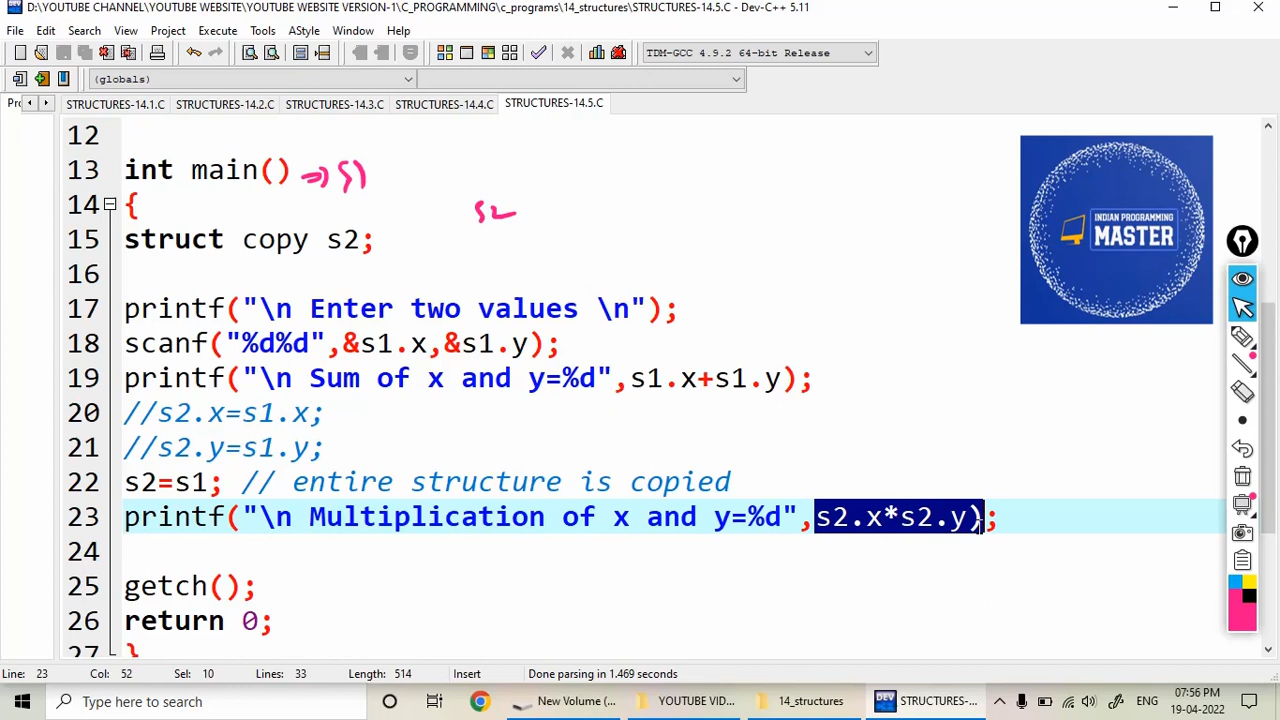 D:\YOUTUBE CHANNEL\YOUTUBE WEBSITE\YOUTUBE WEBSITE VERSION-1\C_PROGRAMMING\c_programs\14_structures\STRUCTURES-14.5.C - Dev-C++ 5.11
File Edit Search View Project Execute Tools AStyle Window Help
TDM-GCC 4.9.2 64-bit Release
(globals)
Pr STRUCTURES-14.1.C STRUCTURES-14.2.C STRUCTURES-14.3.C STRUCTURES-14.4.C STRUCTURES-14.5.C
12
13 int main() => S1
14 {
s2
15 struct copy s2;
16
17 printf("\n Enter two values \n");
18 scanf("%d%d",&s1.x,&s1.y);
19 printf("\n Sum of x and y=%d",s1.x+s1.y);
20 //s2.x=s1.x;
21 //s2.y=s1.y;
22 s2=s1; // entire structure is copied
23 printf("\n Multiplication of x and y=%d",s2.x*s2.y);
24
25 getch();
26 return 0;
27 }
INDIAN PROGRAMMING
MASTER
Line: 23 Col: 52 Sel: 10 Lines: 33 Length: 514 Insert Done parsing in 1.469 seconds
Type here to search
New Volume (... YOUTUBE VID... 14_structures STRUCTURES-...
07:56 PM
19-04-2022